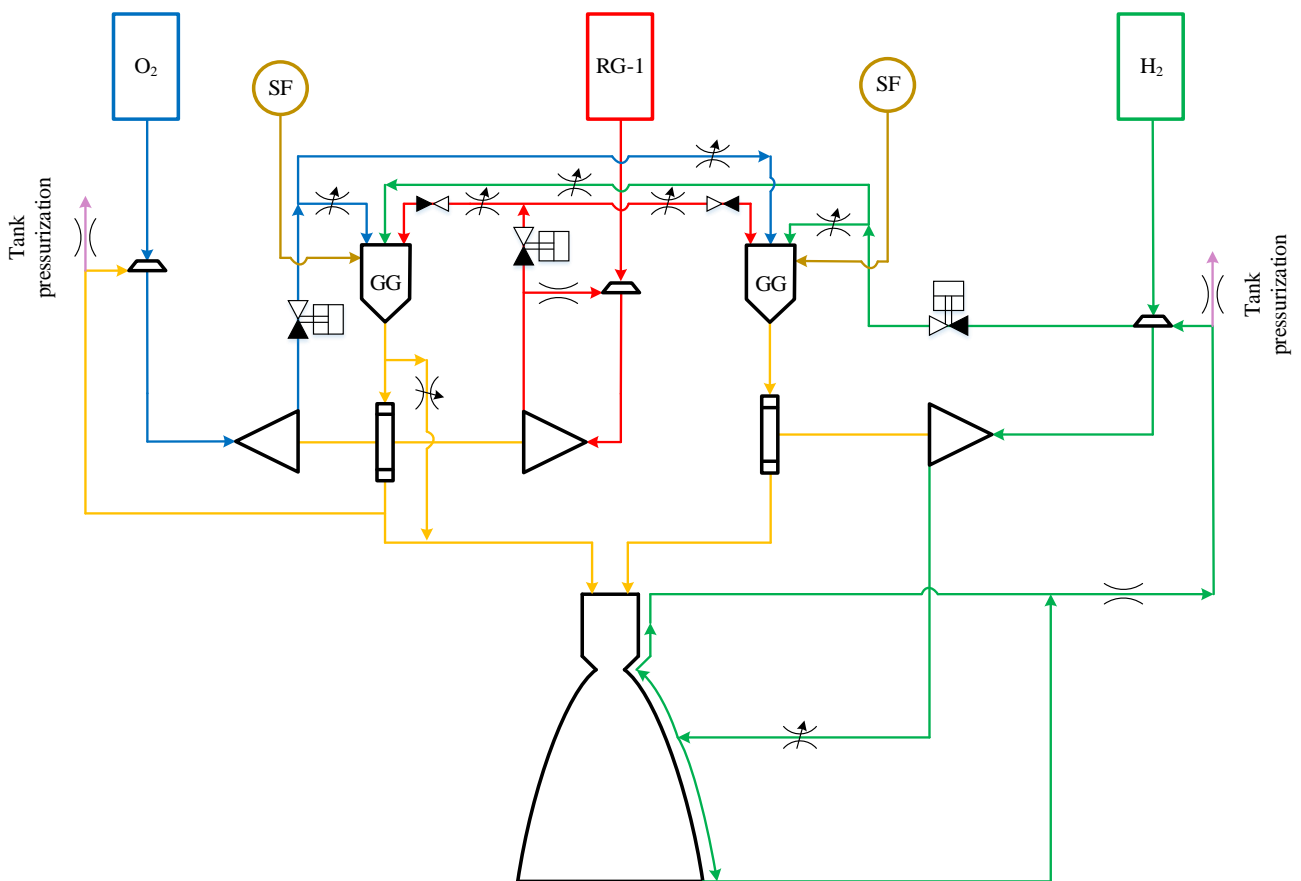 O₂
SF
RG-1
SF
H₂
Tank
pressurization
GG
GG
Tank
pressurization